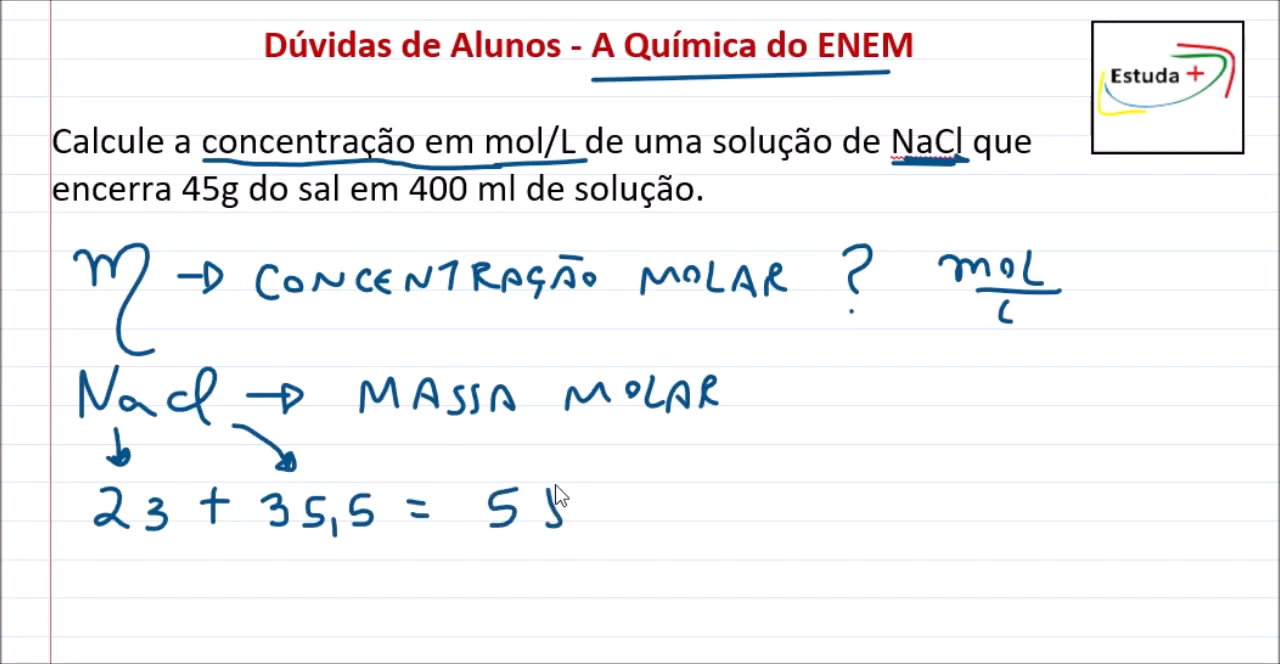 Dúvidas de Alunos - A Química do ENEM
Estuda +
Calcule a concentração em mol/L de uma solução de NaCl que
encerra 45g do sal em 400 ml de solução.
m → CONCENTRAÇÃO MOLAR ? mOL
L
NaCl → MASSA MOLAR
23 + 35,5 = 5